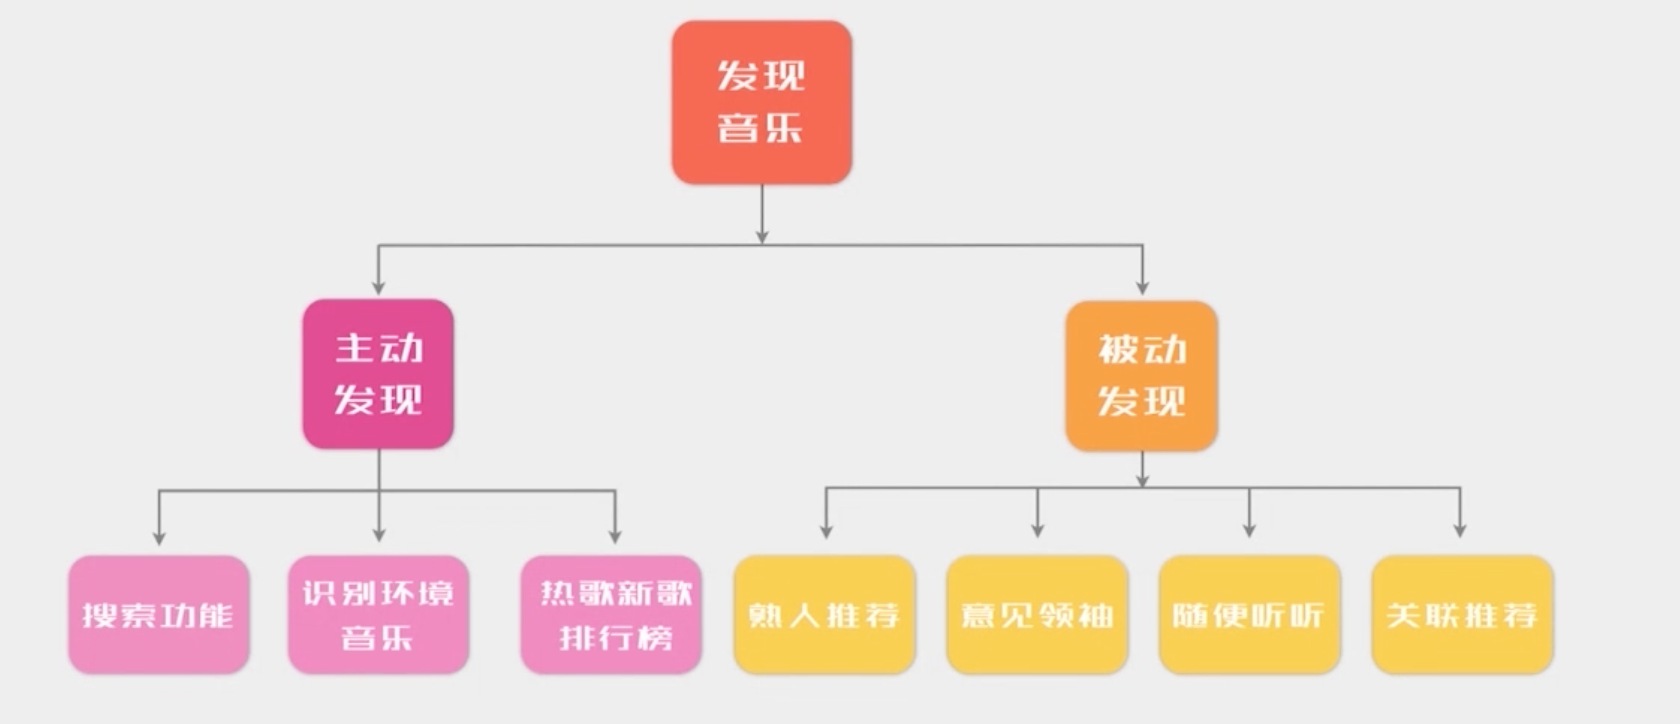 发现
音乐
主动
发现
被动
发现
搜索功能
识别环境
音乐
热歌新歌
排行榜
熟人推荐
意见领袖
随便听听
关联推荐